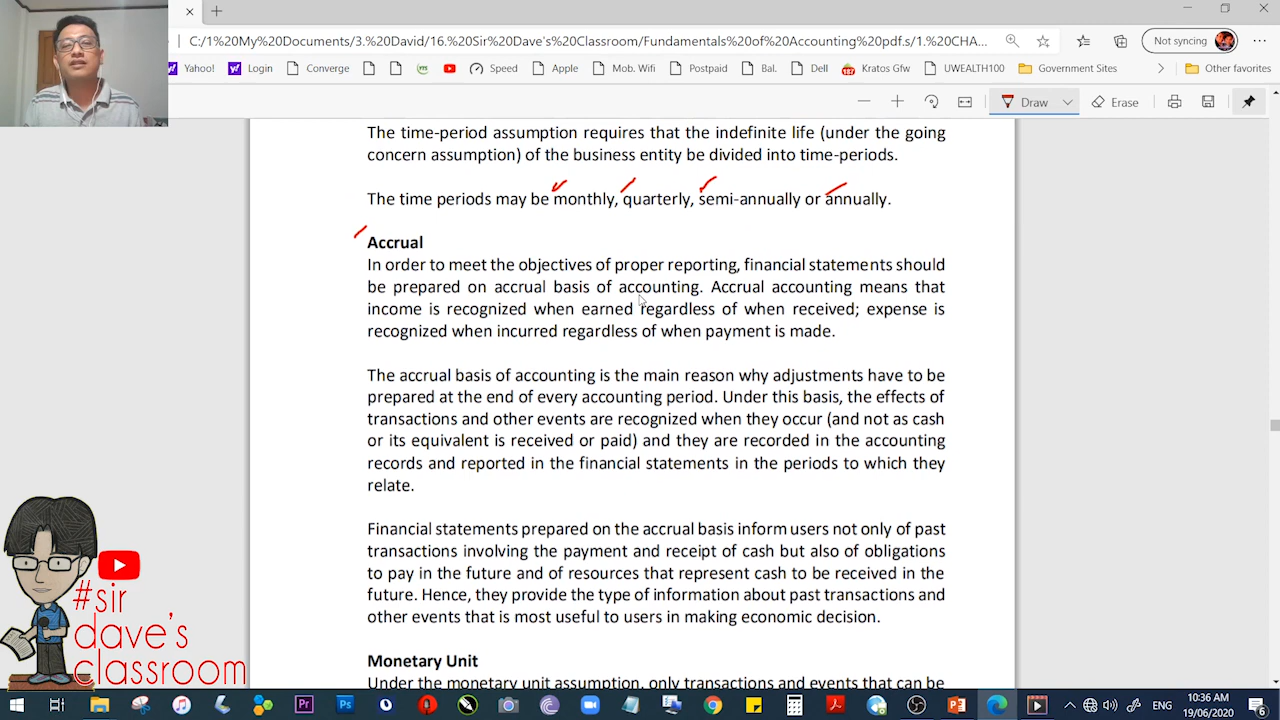 C:/1%20My%20Documents/3.%20David/16.%20Sir%20Dave's%20Classroom/Fundamentals%20of%20Accounting%20pdf.s/1.%20CHA...
Not syncing
Yahoo!
Login
Converge
Speed
Apple
Mob. Wifi
Postpaid
Bal.
Dell
Kratos Gfw
UWEALTH100
Government Sites
Other favorites
Draw
Erase
The time-period assumption requires that the indefinite life (under the going
concern assumption) of the business entity be divided into time-periods.
The time periods may be monthly, quarterly, semi-annually or annually.
Accrual
In order to meet the objectives of proper reporting, financial statements should
be prepared on accrual basis of accounting. Accrual accounting means that
income is recognized when earned regardless of when received; expense is
recognized when incurred regardless of when payment is made.
The accrual basis of accounting is the main reason why adjustments have to be
prepared at the end of every accounting period. Under this basis, the effects of
transactions and other events are recognized when they occur (and not as cash
or its equivalent is received or paid) and they are recorded in the accounting
records and reported in the financial statements in the periods to which they
relate.
Financial statements prepared on the accrual basis inform users not only of past
transactions involving the payment and receipt of cash but also of obligations
to pay in the future and of resources that represent cash to be received in the
future. Hence, they provide the type of information about past transactions and
other events that is most useful to users in making economic decision.
Monetary Unit
Under the monetary unit assumption, only transactions and events that can be
#sir
dave's
classroom
ENG
10:36 AM
19/06/2020
6